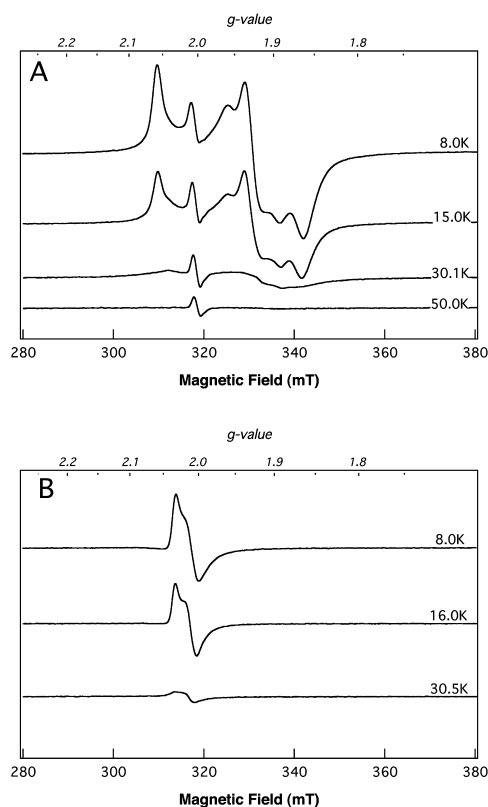 g-value
2.2 2.1 2.0 1.9 1.8
A
8.0K
15.0K
30.1K
50.0K
280 300 320 340 360 380
Magnetic Field (mT)
g-value
2.2 2.1 2.0 1.9 1.8
B
8.0K
16.0K
30.5K
280 300 320 340 360 380
Magnetic Field (mT)